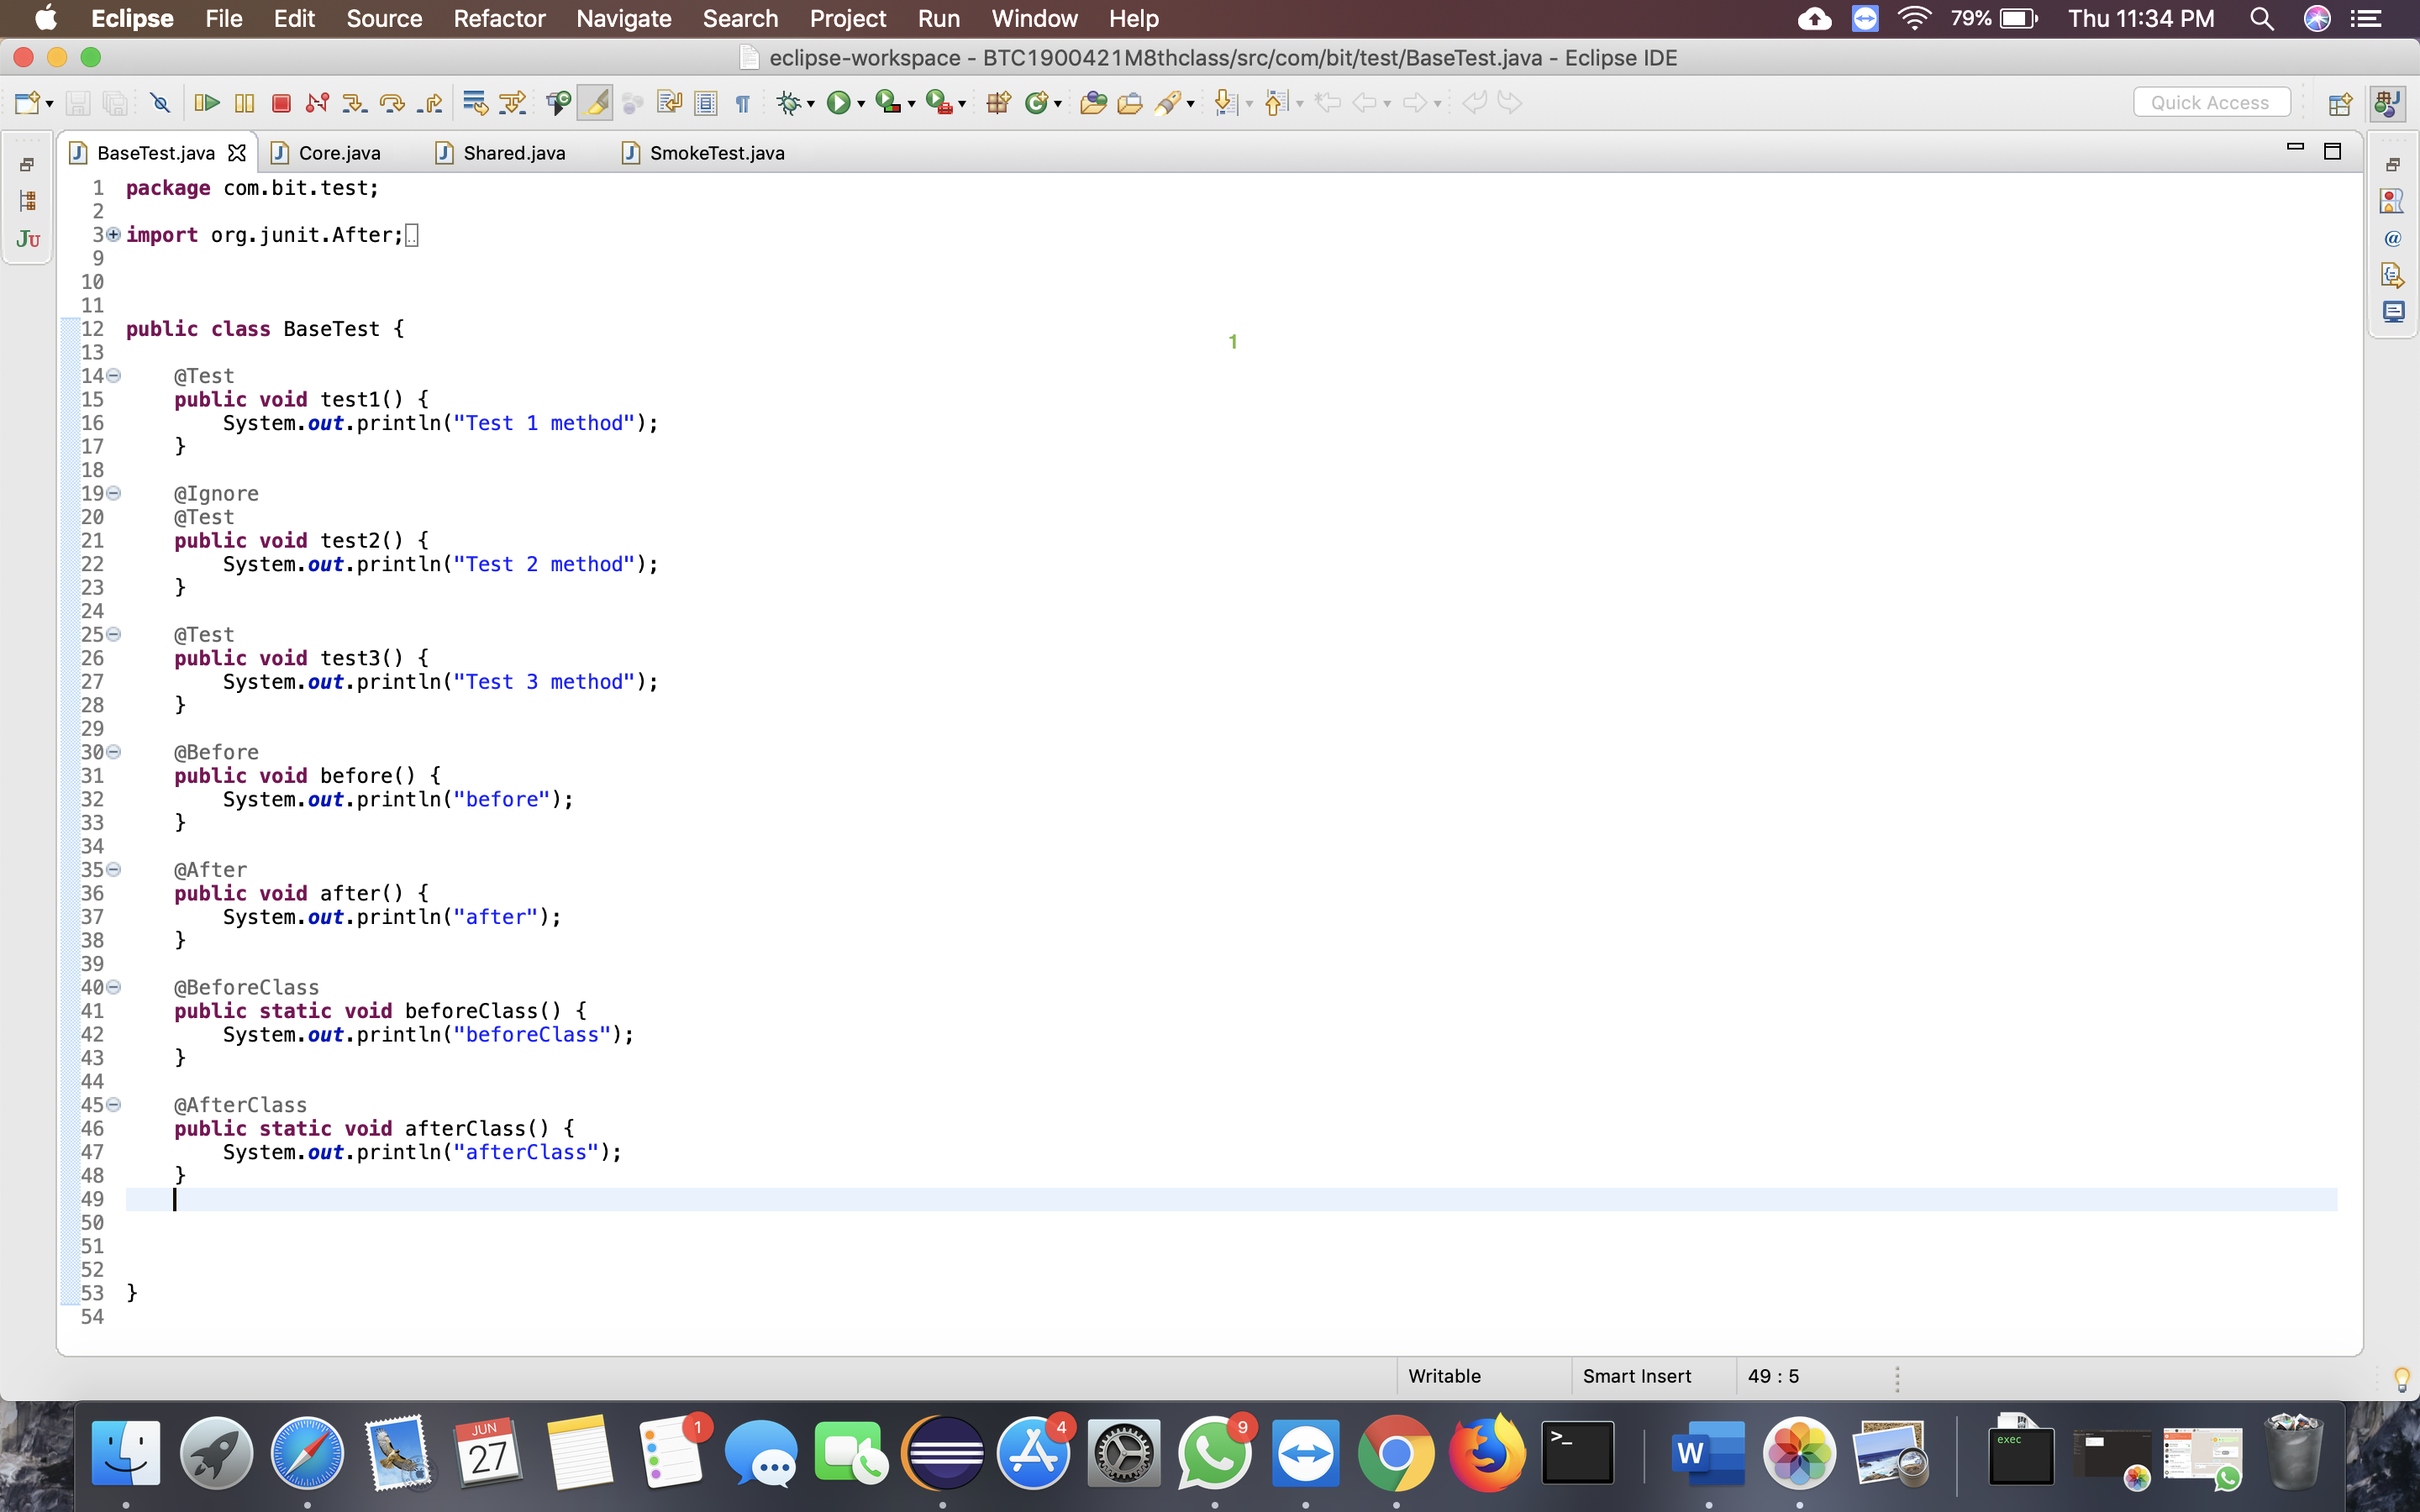 Eclipse File Edit Source Refactor Navigate Search Project Run Window Help 79% Thu 11:34 PM
eclipse-workspace - BTC1900421M8thclass/src/com/bit/test/BaseTest.java - Eclipse IDE
Quick Access
BaseTest.java Core.java Shared.java SmokeTest.java
1 package com.bit.test;
2
3 import org.junit.After;
9
10
11
12 public class BaseTest {
1
13
14 @Test
15 public void test1() {
16 System.out.println("Test 1 method");
17 }
18
19 @Ignore
20 @Test
21 public void test2() {
22 System.out.println("Test 2 method");
23 }
24
25 @Test
26 public void test3() {
27 System.out.println("Test 3 method");
28 }
29
30 @Before
31 public void before() {
32 System.out.println("before");
33 }
34
35 @After
36 public void after() {
37 System.out.println("after");
38 }
39
40 @BeforeClass
41 public static void beforeClass() {
42 System.out.println("beforeClass");
43 }
44
45 @AfterClass
46 public static void afterClass() {
47 System.out.println("afterClass");
48 }
49
50
51
52
53 }
54
Writable Smart Insert 49 : 5
JUN
27
1
4
9
W
exec